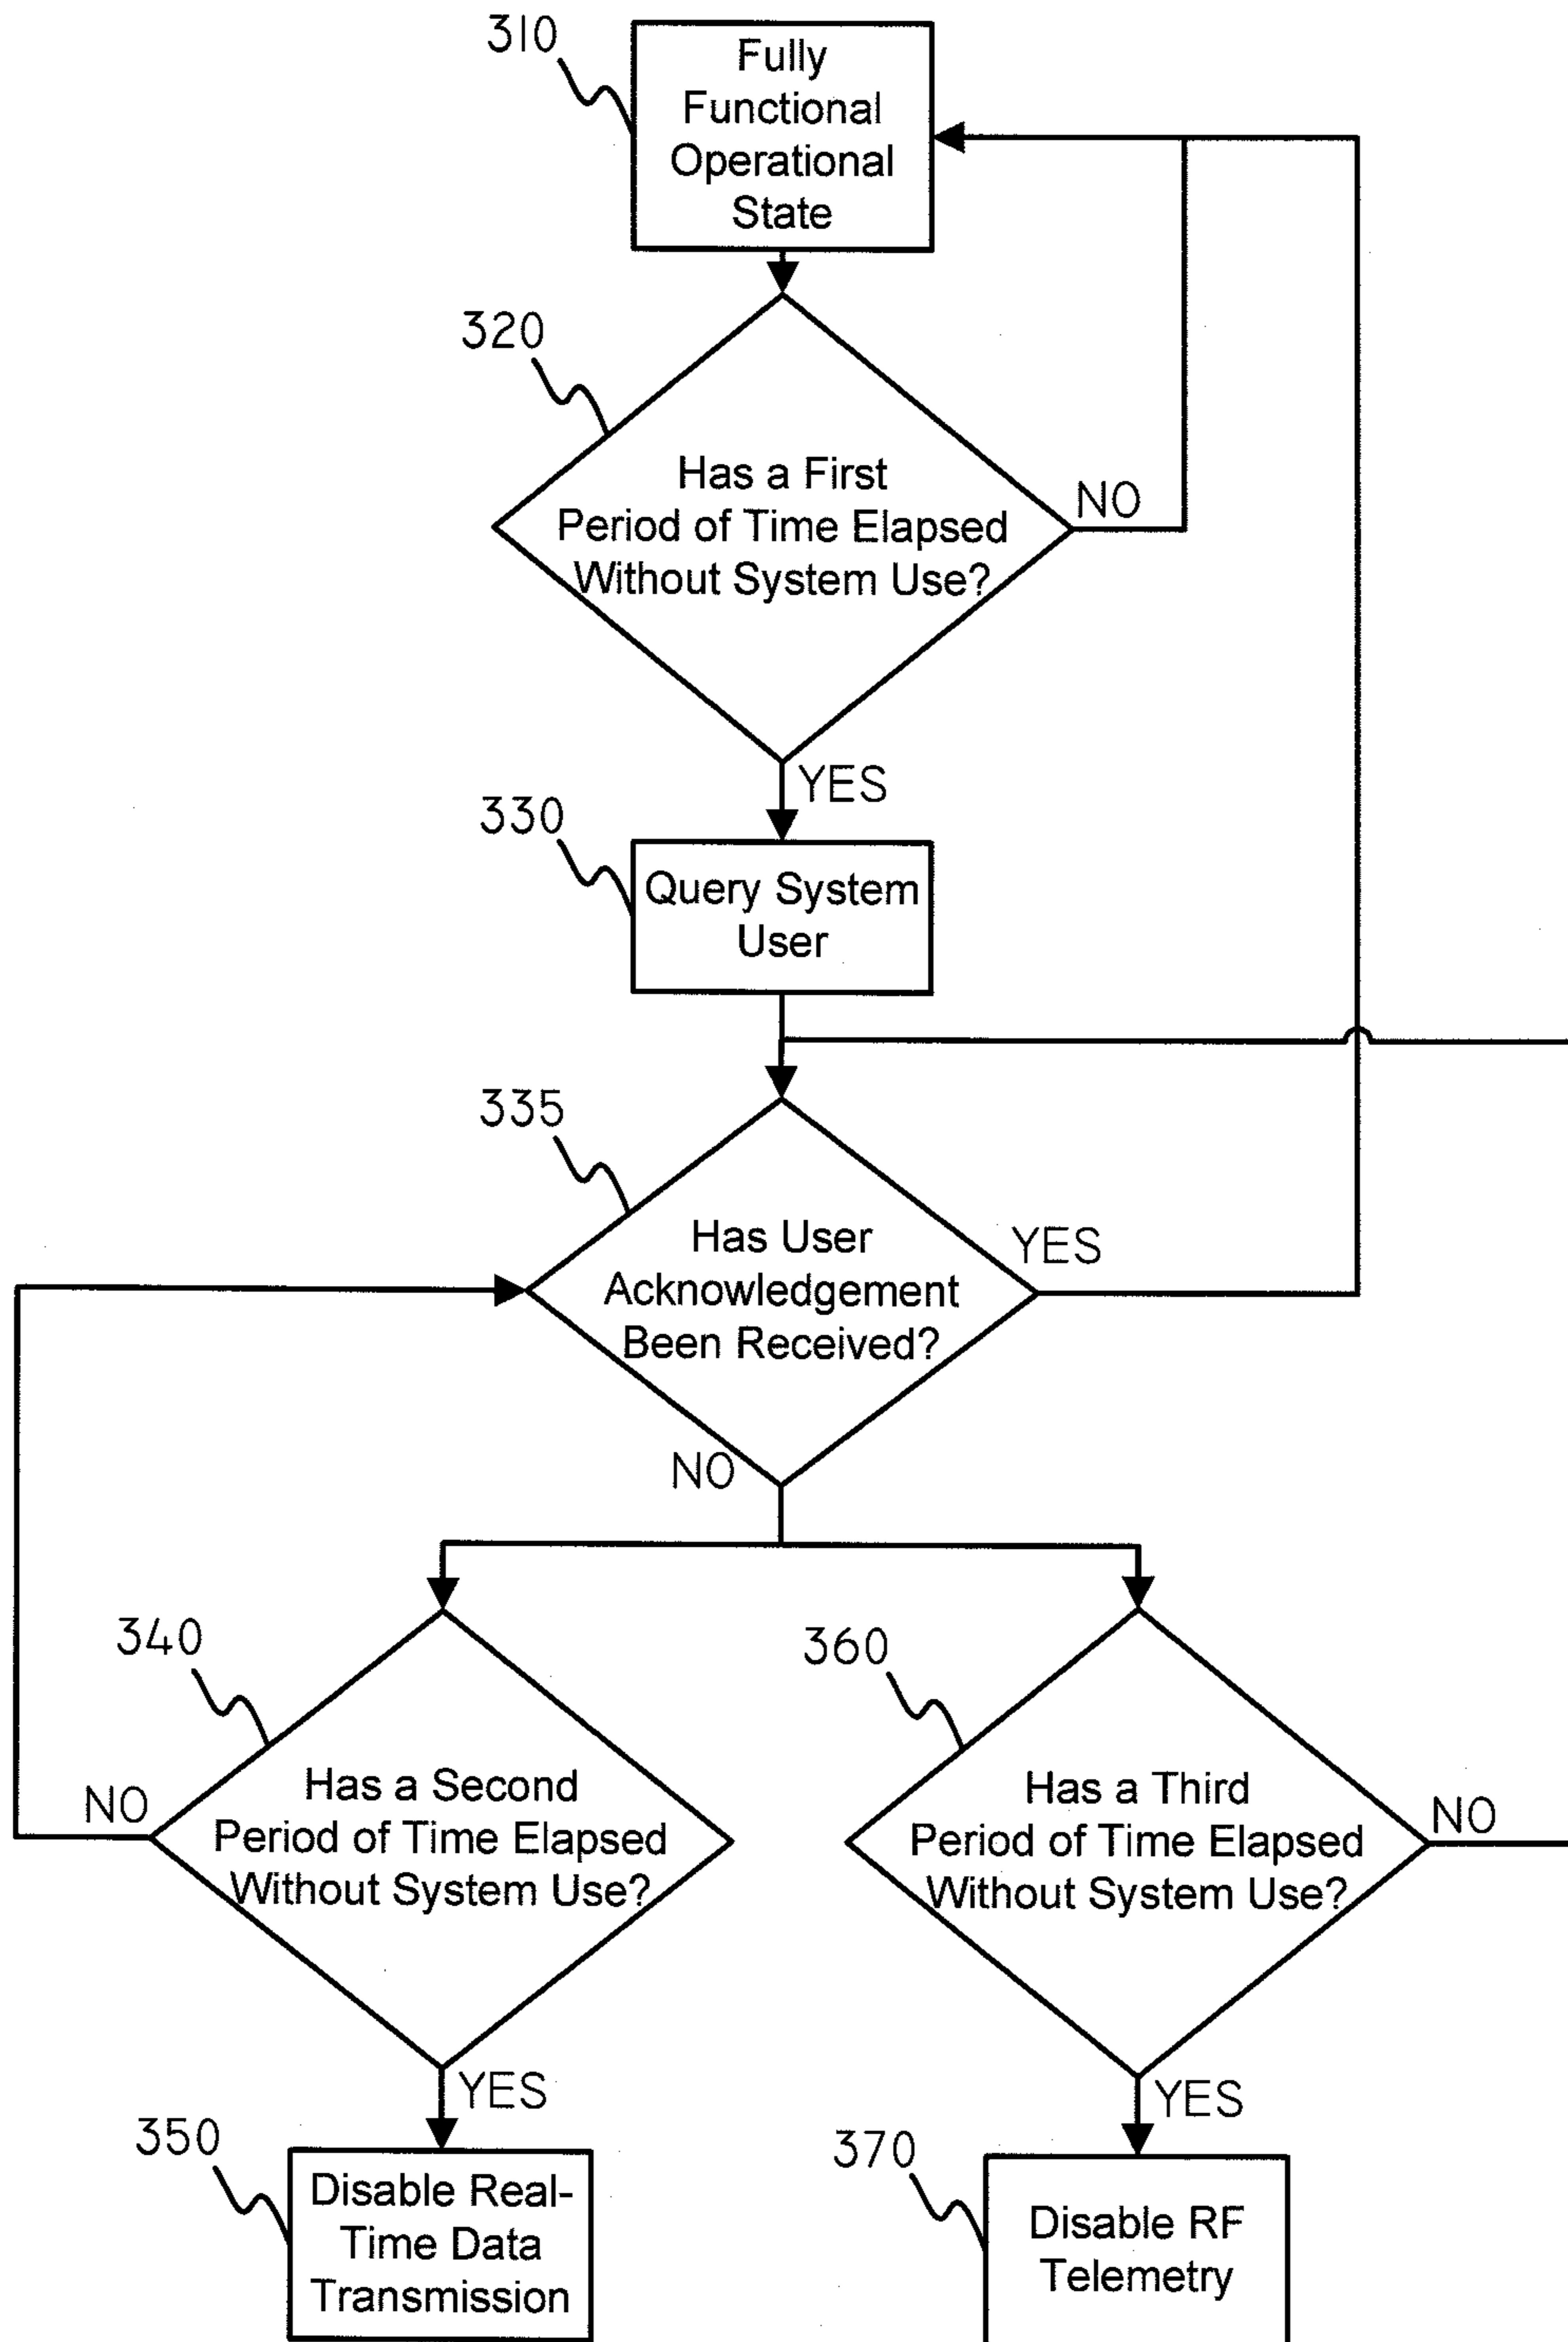 310
Fully
Functional
Operational
State
320
Has a First
Period of Time Elapsed
Without System Use?
NO
YES
330
Query System
User
335
Has User
Acknowledgement
Been Received?
YES
NO
340
Has a Second
Period of Time Elapsed
Without System Use?
NO
YES
360
Has a Third
Period of Time Elapsed
Without System Use?
NO
YES
350
Disable Real-
Time Data
Transmission
370
Disable RF
Telemetry